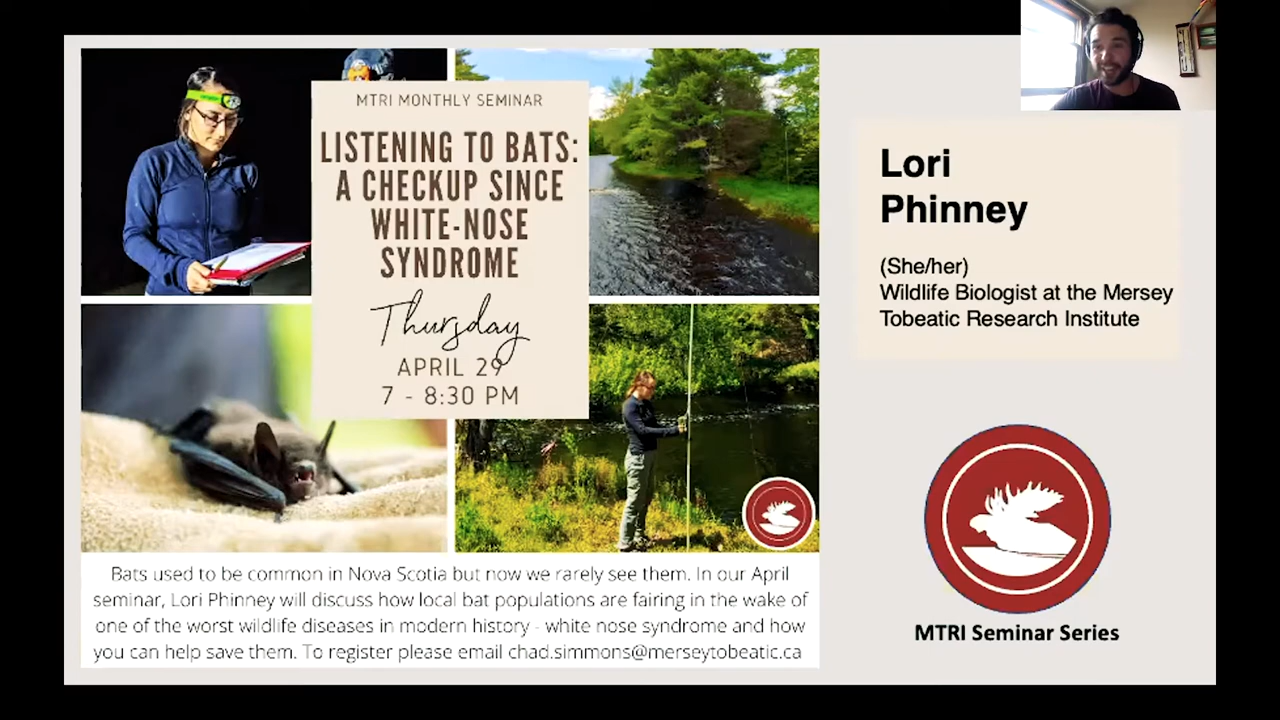 MTRI MONTHLY SEMINAR
LISTENING TO BATS:
A CHECKUP SINCE
WHITE-NOSE
SYNDROME
Thursday
APRIL 29
7 - 8:30 PM
Bats used to be common in Nova Scotia but now we rarely see them. In our April
seminar, Lori Phinney will discuss how local bat populations are fairing in the wake of
one of the worst wildlife diseases in modern history - white nose syndrome and how
you can help save them. To register please email chad.simmons@merseytobeatic.ca
Lori
Phinney
(She/her)
Wildlife Biologist at the Mersey
Tobeatic Research Institute
MTRI Seminar Series